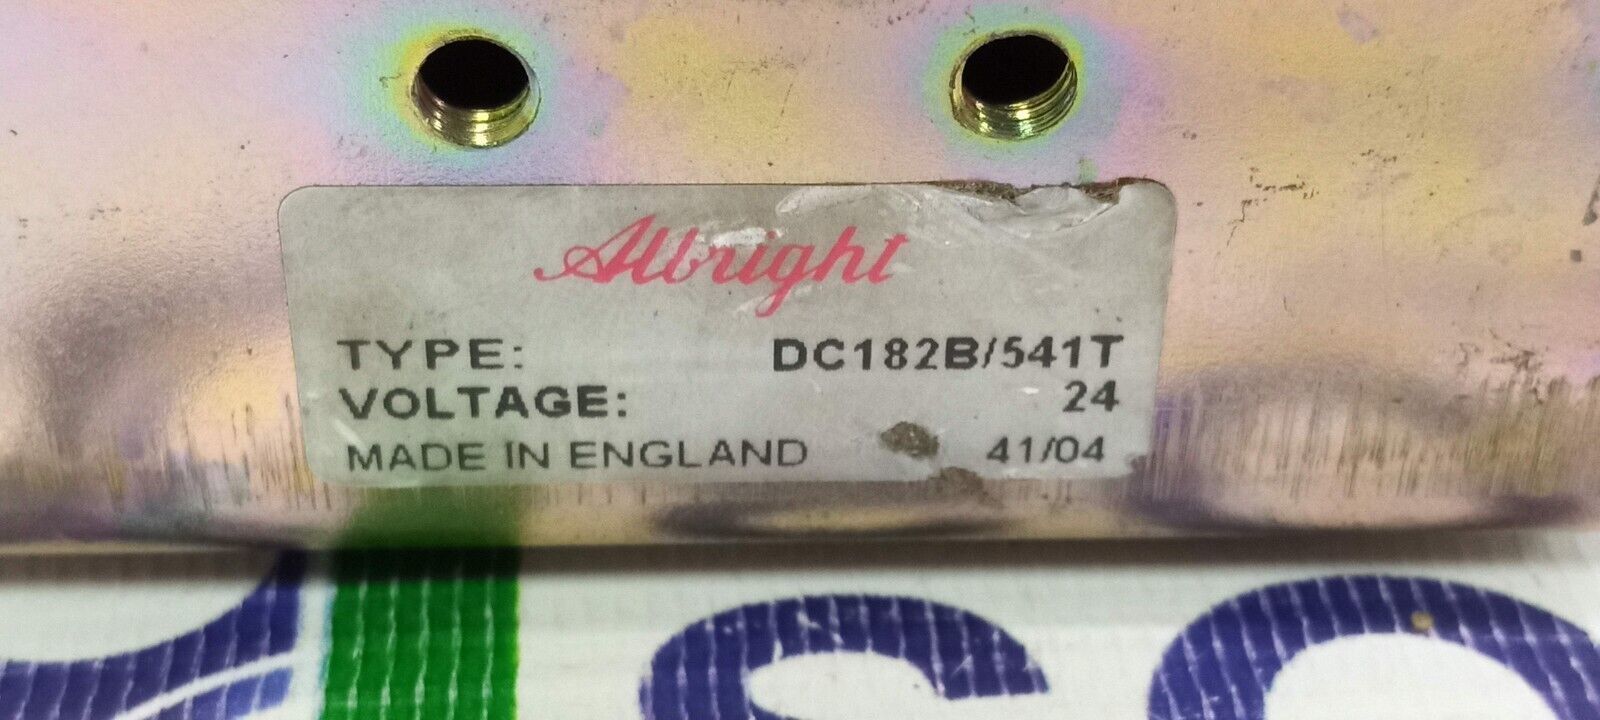 Albright
TYPE: DC182B/541T
VOLTAGE: 24
MADE IN ENGLAND 41/04